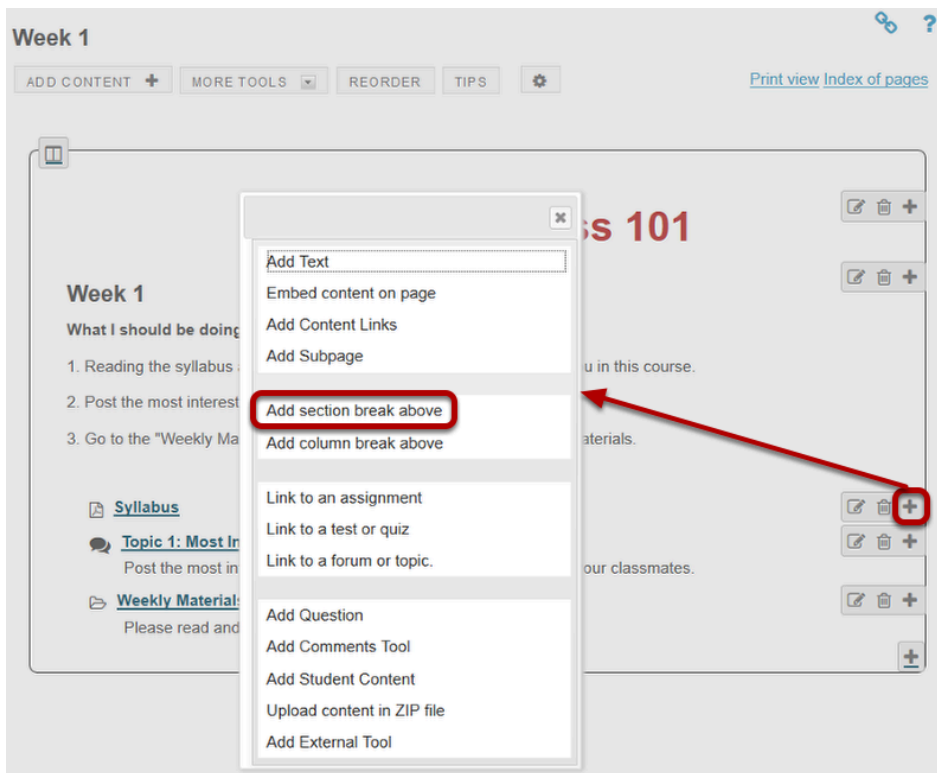 Week 1
?
ADD CONTENT
MORE TOOLS
REORDER
TIPS
Print view Index of pages
ss 101
Add Text
Embed content on page
Add Content Links
Add Subpage
Week 1
What I should be doing
1. Reading the syllabus
u in this course.
2. Post the most interest
Add section break above
3. Go to the "Weekly Ma
Add column break above
aterials.
Link to an assignment
Syllabus
Link to a test or quiz
Topic 1: Most In
Link to a forum or topic.
Post the most in
our classmates.
Weekly Materials
Add Question
Please read and
Add Comments Tool
Add Student Content
Upload content in ZIP file
Add External Tool